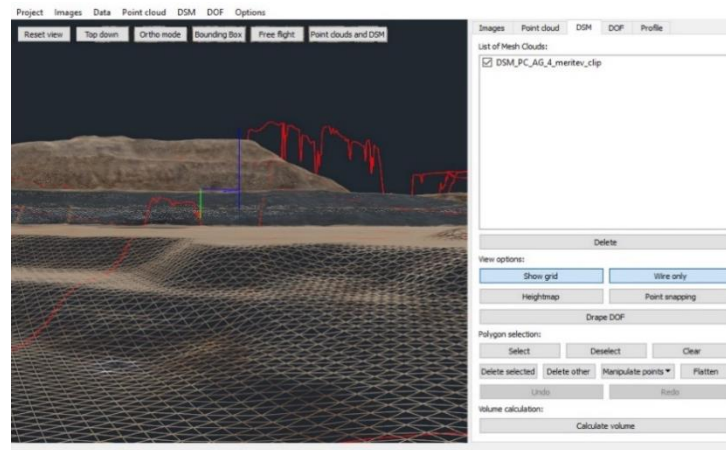 Project Images Data Point cloud DSM DOF Options
Reset view Top down Ortho mode Bounding Box Free flight Point clouds and DSM
Images Point cloud DSM DOF Profile
List of Mesh Clouds:
DSM_PC_AG_4_meritev_clip
Delete
View options:
Show grid Wire only
Heightmap Point snapping
Drape DOF
Polygon selection:
Select Deselect Clear
Delete selected Delete other Manipulate points Flatten
Undo Redo
Volume calculation:
Calculate volume